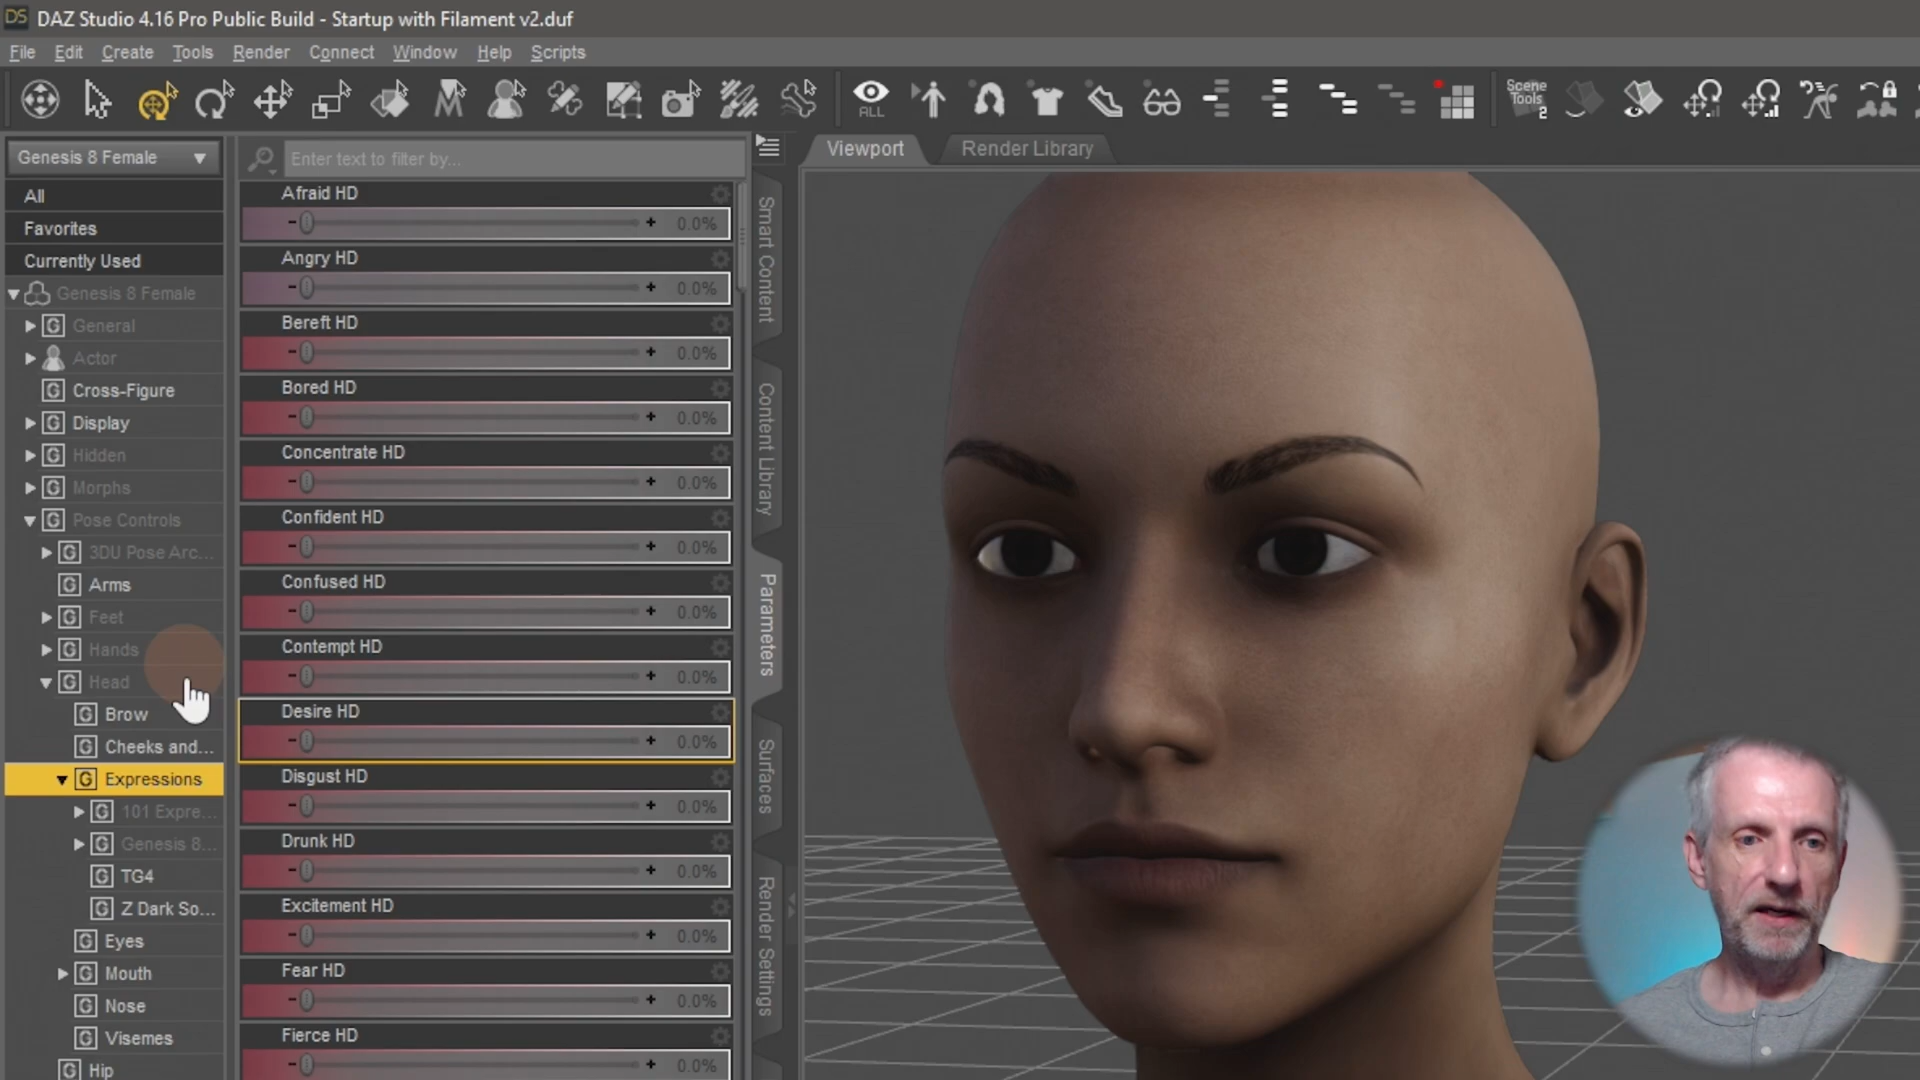 DS DAZ Studio 4.16 Pro Public Build - Startup with Filament v2.duf
File Edit Create Tools Render Connect Window Help Scripts
ALL
Scene
Tools
2
Genesis 8 Female
All
Favorites
Currently Used
Genesis 8 Female
General
Actor
Cross-Figure
Display
Hidden
Morphs
Pose Controls
3DU Pose Arc...
Arms
Feet
Hands
Head
Brow
Cheeks and...
Expressions
101 Expre...
Genesis 8...
TG4
Z Dark So...
Eyes
Mouth
Nose
Visemes
Hip
Enter text to filter by...
Afraid HD
- + 0.0%
Angry HD
- + 0.0%
Bereft HD
- + 0.0%
Bored HD
- + 0.0%
Concentrate HD
- + 0.0%
Confident HD
- + 0.0%
Confused HD
- + 0.0%
Contempt HD
- + 0.0%
Desire HD
- + 0.0%
Disgust HD
- + 0.0%
Drunk HD
- + 0.0%
Excitement HD
- + 0.0%
Fear HD
- + 0.0%
Fierce HD
- + 0.0%
Smart Content
Content Library
Parameters
Surfaces
Render Settings
Viewport Render Library